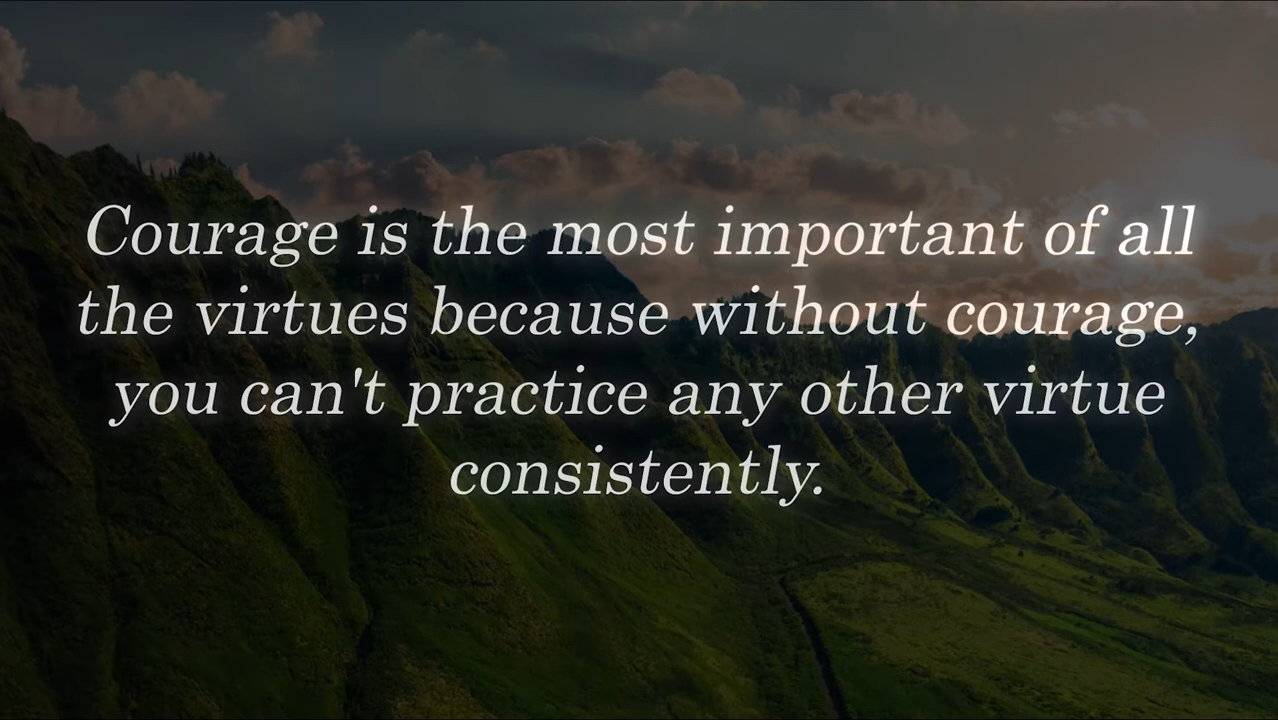 Courage is the most important of all
the virtues because without courage,
you can't practice any other virtue
consistently.